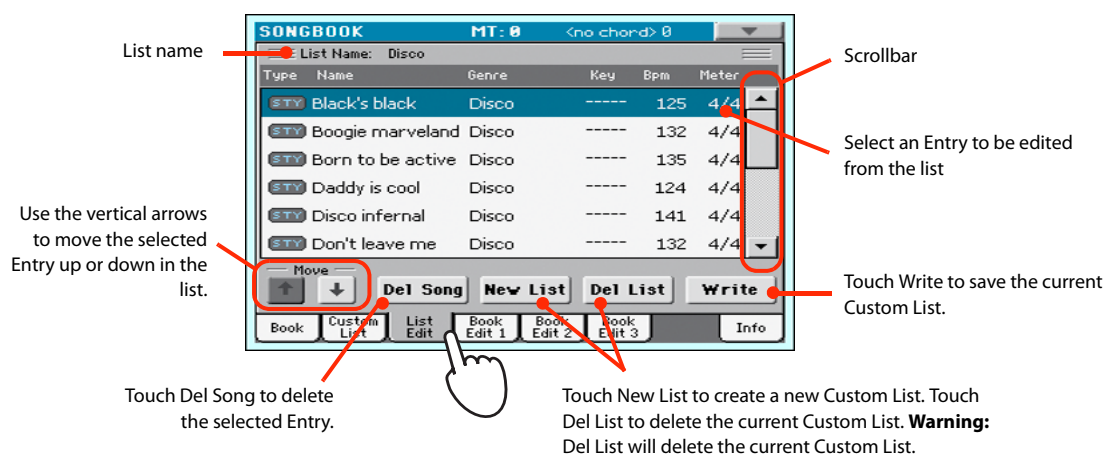 SONGBOOK MT: 0 <no chord> 0
List name
List Name: Disco
Scrollbar
Type Name Genre Key Bpm Meter
STY Black's black Disco ----- 125 4/4
STY Boogie marveland Disco ----- 132 4/4
Select an Entry to be edited
from the list
STY Born to be active Disco ----- 135 4/4
STY Daddy is cool Disco ----- 124 4/4
STY Disco infernal Disco ----- 141 4/4
STY Don't leave me Disco ----- 132 4/4
Use the vertical arrows
to move the selected
Entry up or down in the
list.
Move
Del Song New List Del List Write
Touch Write to save the current
Custom List.
Book Custom List List Edit Book Edit 1 Book Edit 2 Book Edit 3 Info
Touch Del Song to delete
the selected Entry.
Touch New List to create a new Custom List. Touch
Del List to delete the current Custom List. Warning:
Del List will delete the current Custom List.